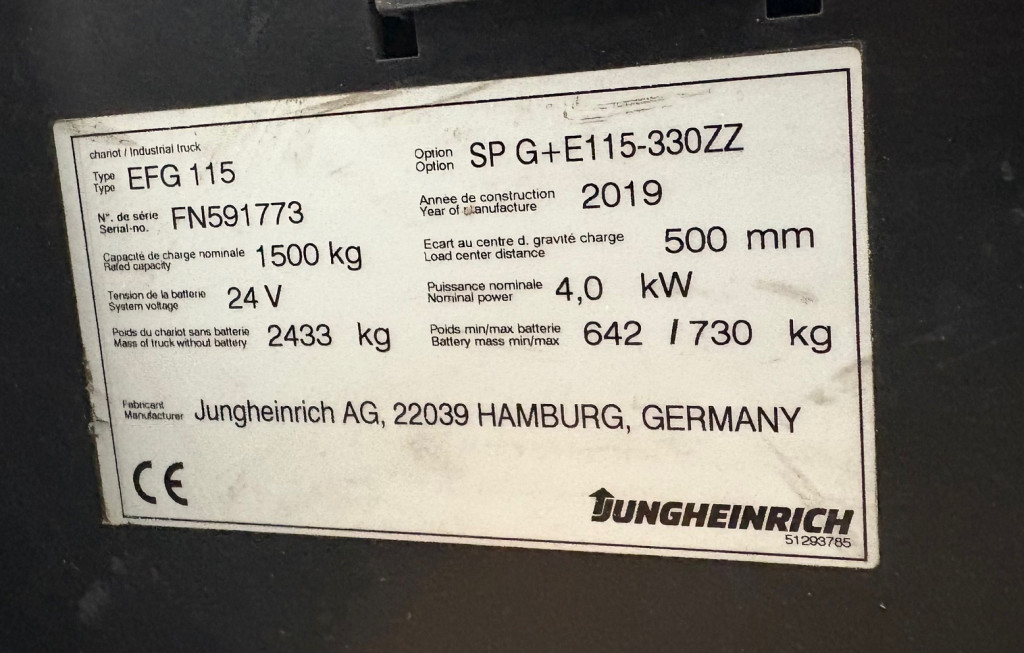 chariot / Industrial truck
Type
Type EFG 115
Option
Option SP G+E115-330ZZ
N°. de série
Serial-no. FN591773
Année de construction
Year of manufacture 2019
Capacité de charge nominale
Rated capacity 1500 kg
Ecart au centre d. gravité charge
Load center distance 500 mm
Tension de la batterie
System voltage 24 V
Puissance nominale
Nominal power 4,0 kW
Poids du chariot sans batterie
Mass of truck without battery 2433 kg
Poids min/max batterie
Battery mass min/max 642 / 730 kg
Fabricant
Manufacturer Jungheinrich AG, 22039 HAMBURG, GERMANY
CE
JUNGHEINRICH
51293785